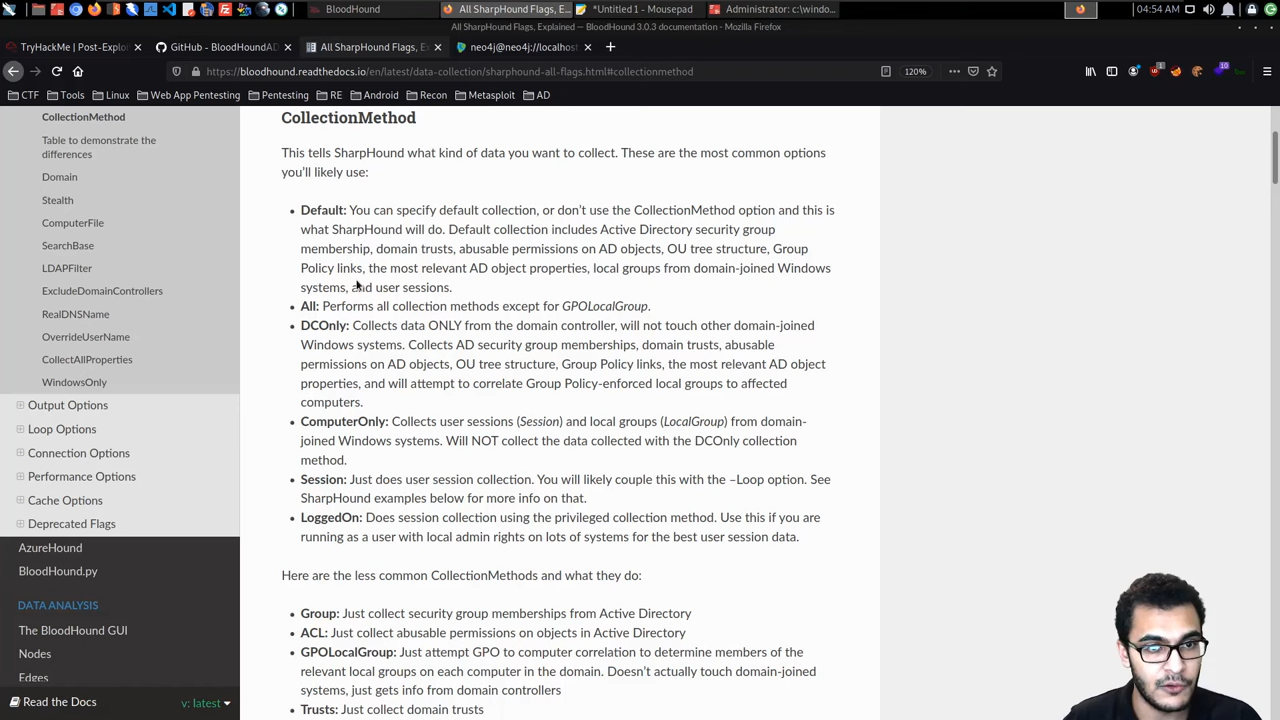 BloodHound
All SharpHound Flags, E...
*Untitled 1 - Mousepad
Administrator: c:\windo...
04:54 AM
All SharpHound Flags, Explained — BloodHound 3.0.3 documentation - Mozilla Firefox
TryHackMe | Post-Explo
GitHub - BloodHoundAD
All SharpHound Flags, Ex
neo4j@neo4j://localhost
https://bloodhound.readthedocs.io/en/latest/data-collection/sharphound-all-flags.html#collectionmethod
120%
CTF
Tools
Linux
Web App Pentesting
Pentesting
RE
Android
Recon
Metasploit
AD
CollectionMethod
Table to demonstrate the
differences
Domain
Stealth
ComputerFile
SearchBase
LDAPFilter
ExcludeDomainControllers
RealDNSName
OverrideUserName
CollectAllProperties
WindowsOnly
Output Options
Loop Options
Connection Options
Performance Options
Cache Options
Deprecated Flags
AzureHound
BloodHound.py
DATA ANALYSIS
The BloodHound GUI
Nodes
Edges
Read the Docs
v: latest
CollectionMethod
This tells SharpHound what kind of data you want to collect. These are the most common options
you'll likely use:
• Default: You can specify default collection, or don't use the CollectionMethod option and this is
what SharpHound will do. Default collection includes Active Directory security group
membership, domain trusts, abusable permissions on AD objects, OU tree structure, Group
Policy links, the most relevant AD object properties, local groups from domain-joined Windows
systems, and user sessions.
• All: Performs all collection methods except for GPOLocalGroup.
• DCOnly: Collects data ONLY from the domain controller, will not touch other domain-joined
Windows systems. Collects AD security group memberships, domain trusts, abusable
permissions on AD objects, OU tree structure, Group Policy links, the most relevant AD object
properties, and will attempt to correlate Group Policy-enforced local groups to affected
computers.
• ComputerOnly: Collects user sessions (Session) and local groups (LocalGroup) from domain-
joined Windows systems. Will NOT collect the data collected with the DCOnly collection
method.
• Session: Just does user session collection. You will likely couple this with the –Loop option. See
SharpHound examples below for more info on that.
• LoggedOn: Does session collection using the privileged collection method. Use this if you are
running as a user with local admin rights on lots of systems for the best user session data.
Here are the less common CollectionMethods and what they do:
• Group: Just collect security group memberships from Active Directory
• ACL: Just collect abusable permissions on objects in Active Directory
• GPOLocalGroup: Just attempt GPO to computer correlation to determine members of the
relevant local groups on each computer in the domain. Doesn't actually touch domain-joined
systems, just gets info from domain controllers
• Trusts: Just collect domain trusts